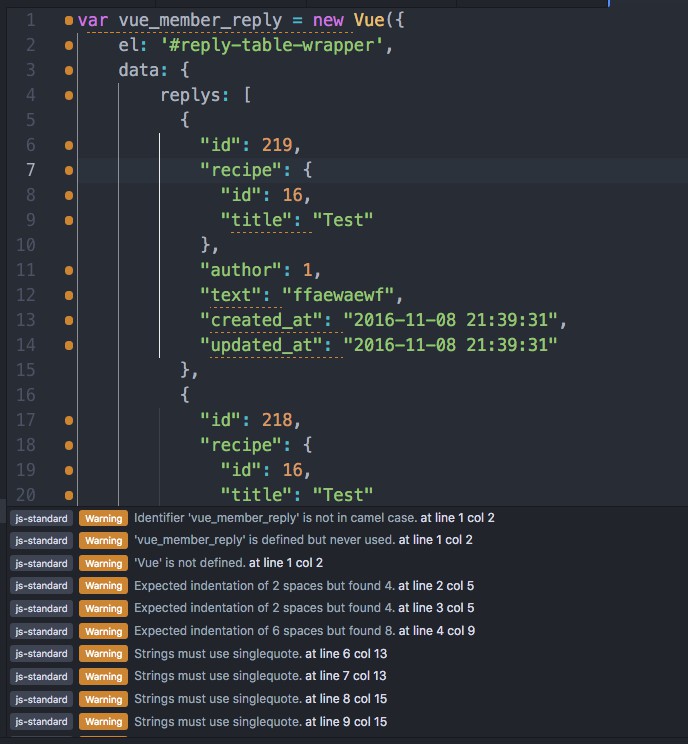 1 var vue_member_reply = new Vue({
2 el: '#reply-table-wrapper',
3 data: {
4 replys: [
5 {
6 "id": 219,
7 "recipe": {
8 "id": 16,
9 "title": "Test"
10 },
11 "author": 1,
12 "text": "ffaewaewf",
13 "created_at": "2016-11-08 21:39:31",
14 "updated_at": "2016-11-08 21:39:31"
15 },
16 {
17 "id": 218,
18 "recipe": {
19 "id": 16,
20 "title": "Test"
js-standard Warning Identifier 'vue_member_reply' is not in camel case. at line 1 col 2
js-standard Warning 'vue_member_reply' is defined but never used. at line 1 col 2
js-standard Warning 'Vue' is not defined. at line 1 col 2
js-standard Warning Expected indentation of 2 spaces but found 4. at line 2 col 5
js-standard Warning Expected indentation of 2 spaces but found 4. at line 3 col 5
js-standard Warning Expected indentation of 6 spaces but found 8. at line 4 col 9
js-standard Warning Strings must use singlequote. at line 6 col 13
js-standard Warning Strings must use singlequote. at line 7 col 13
js-standard Warning Strings must use singlequote. at line 8 col 15
js-standard Warning Strings must use singlequote. at line 9 col 15